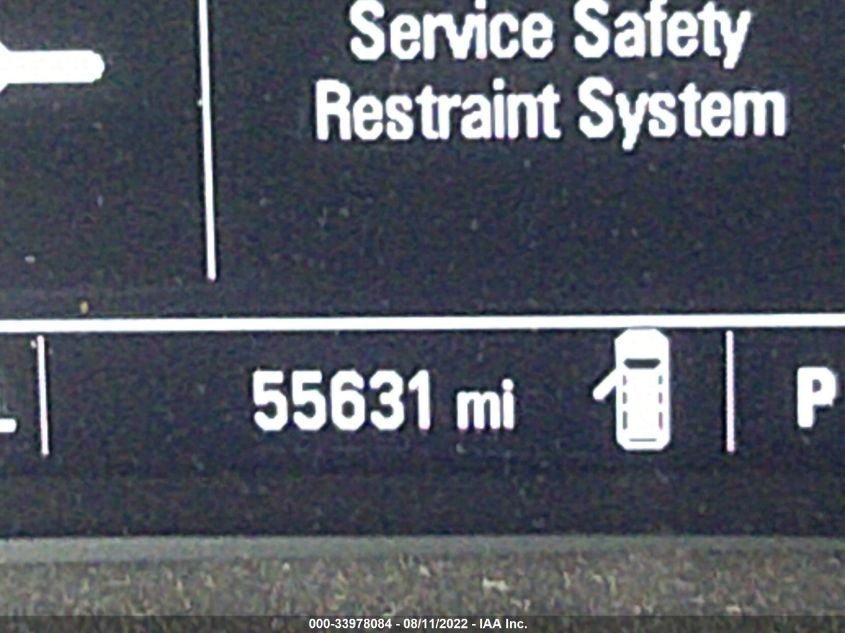 Service Safety
Restraint System
55631 mi
P
000-33978084 - 08/11/2022 - IAA Inc.